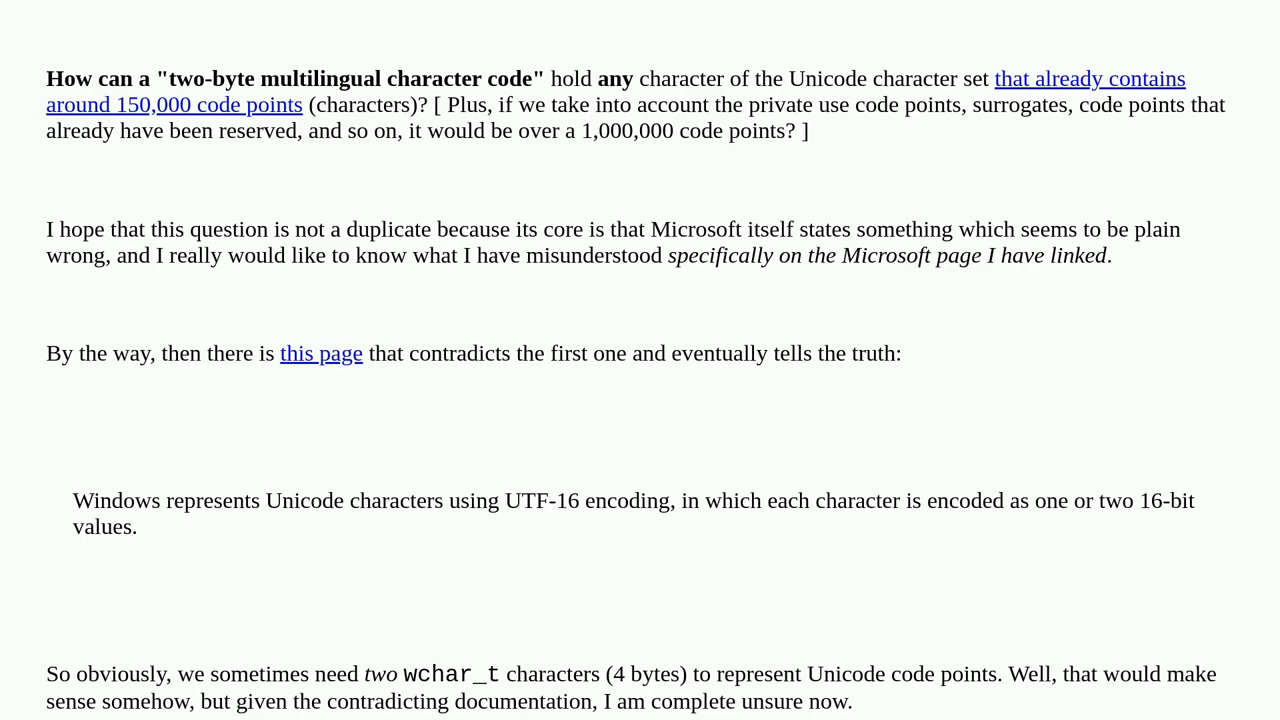 How can a "two-byte multilingual character code" hold any character of the Unicode character set that already contains
around 150,000 code points (characters)? [ Plus, if we take into account the private use code points, surrogates, code points that
already have been reserved, and so on, it would be over a 1,000,000 code points? ]
I hope that this question is not a duplicate because its core is that Microsoft itself states something which seems to be plain
wrong, and I really would like to know what I have misunderstood specifically on the Microsoft page I have linked.
By the way, then there is this page that contradicts the first one and eventually tells the truth:
Windows represents Unicode characters using UTF-16 encoding, in which each character is encoded as one or two 16-bit
values.
So obviously, we sometimes need two wchar_t characters (4 bytes) to represent Unicode code points. Well, that would make
sense somehow, but given the contradicting documentation, I am complete unsure now.